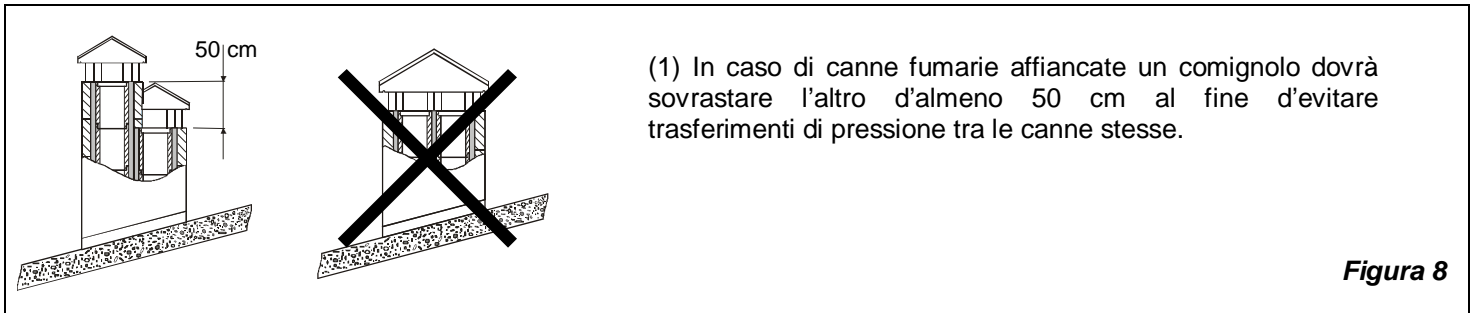 50 cm
(1) In caso di canne fumarie affiancate un comignolo dovrà
sovrastare l'altro d'almeno 50 cm al fine d'evitare
trasferimenti di pressione tra le canne stesse.
Figura 8